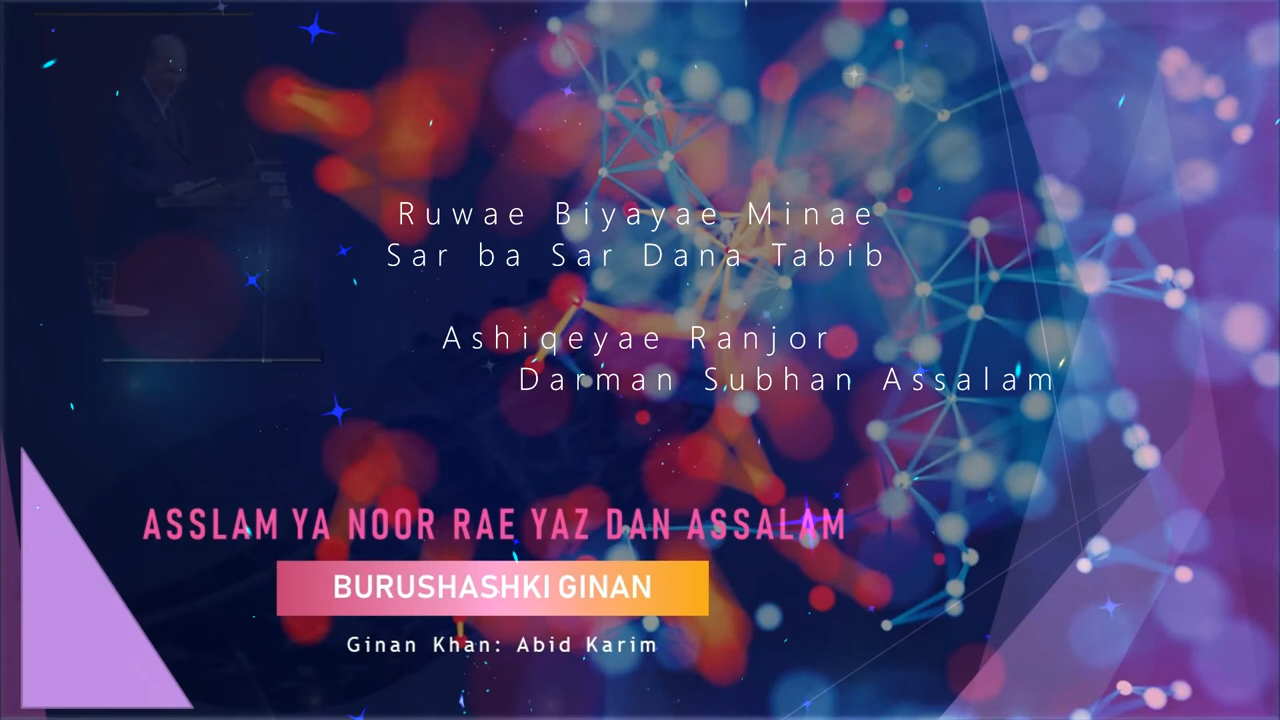 Ruwae Biyayae Minae
Sar ba Sar Dana Tabib
Ashiqeyae Ranjor
Darman Subhan Assalam
ASSLAM YA NOOR RAE YAZ DAN ASSALAM
BURUSHASHKI GINAN
Ginan Khan: Abid Karim